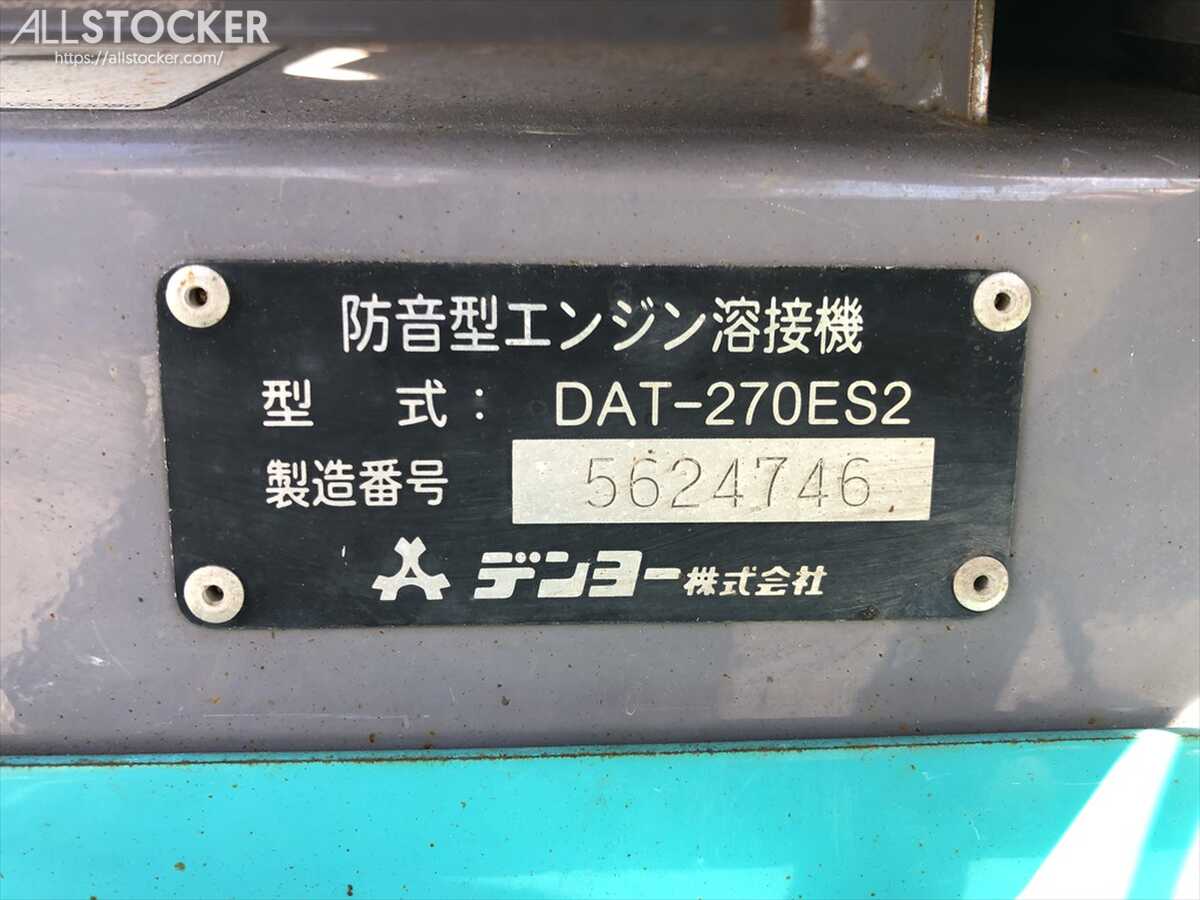 ALLSTOCKER
https://allstocker.com/
防音型エンジン溶接機
型 式： DAT-270ES2
製造番号 5624746
デンヨー株式会社